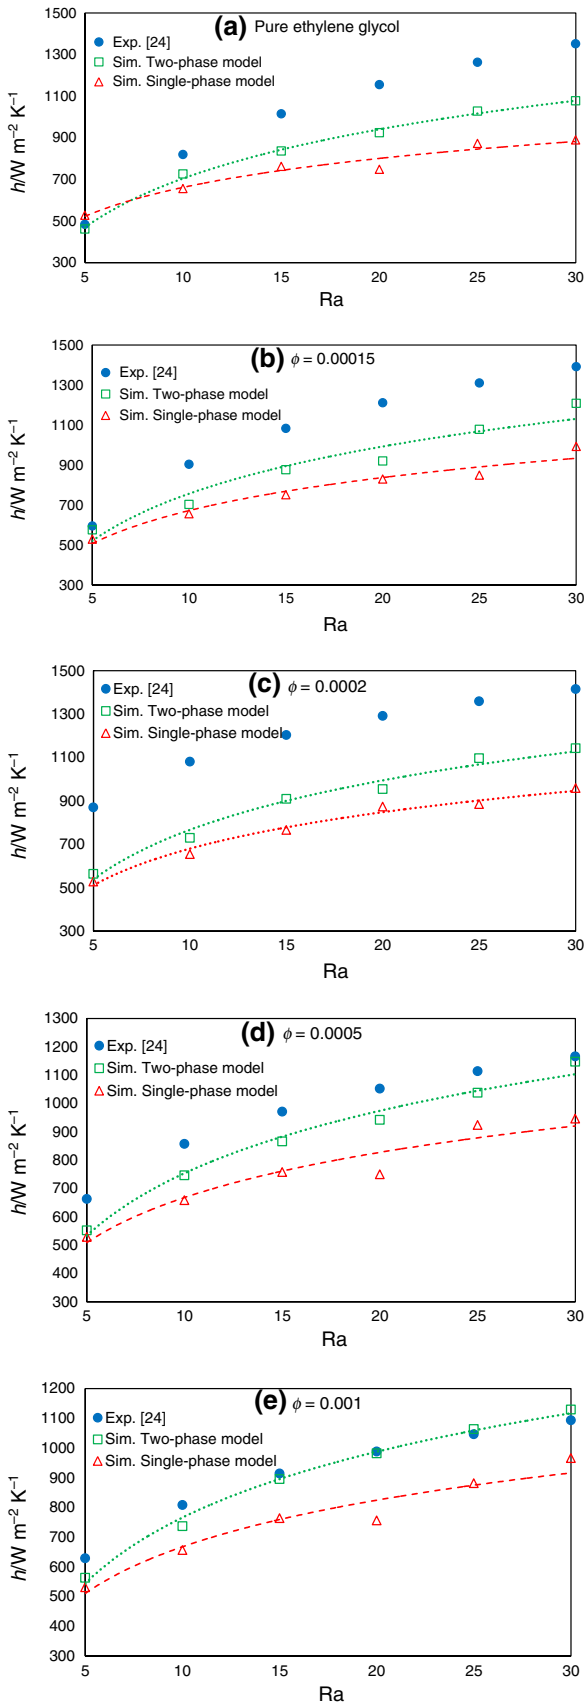 (a) Pure ethylene glycol
1500
Exp. [24]
1300
Sim. Two-phase model
Sim. Single-phase model
1100
900
700
500
300
h/W m−2 K−1
5 10 15 20 25 30
Ra
(b) ϕ = 0.00015
1500
Exp. [24]
1300
Sim. Two-phase model
Sim. Single-phase model
1100
900
700
500
300
h/W m−2 K−1
5 10 15 20 25 30
Ra
(c) ϕ = 0.0002
1500
Exp. [24]
1300
Sim. Two-phase model
Sim. Single-phase model
1100
900
700
500
300
h/W m−2 K−1
5 10 15 20 25 30
Ra
(d) ϕ = 0.0005
1300
1200
Exp. [24]
1100
Sim. Two-phase model
Sim. Single-phase model
1000
900
800
700
600
500
400
300
h/W m−2 K−1
5 10 15 20 25 30
Ra
(e) ϕ = 0.001
1200
1100
Exp. [24]
Sim. Two-phase model
1000
Sim. Single-phase model
900
800
700
600
500
400
300
h/W m−2 K−1
5 10 15 20 25 30
Ra